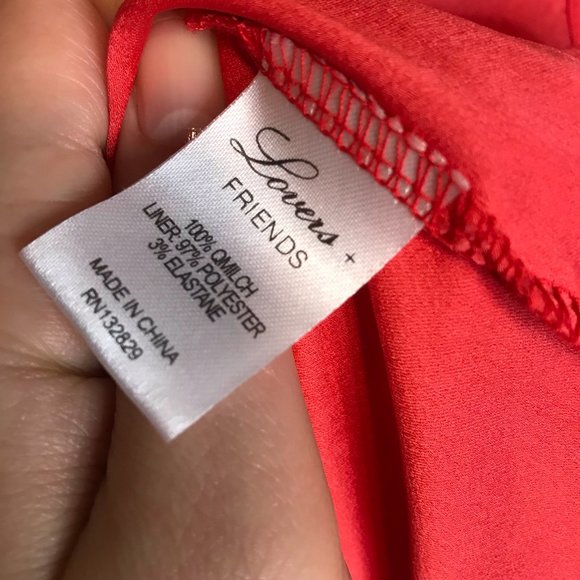 Lovers +
FRIENDS
100% QMILCH
LINER: 97% POLYESTER
3% ELASTANE
MADE IN CHINA
RN132829